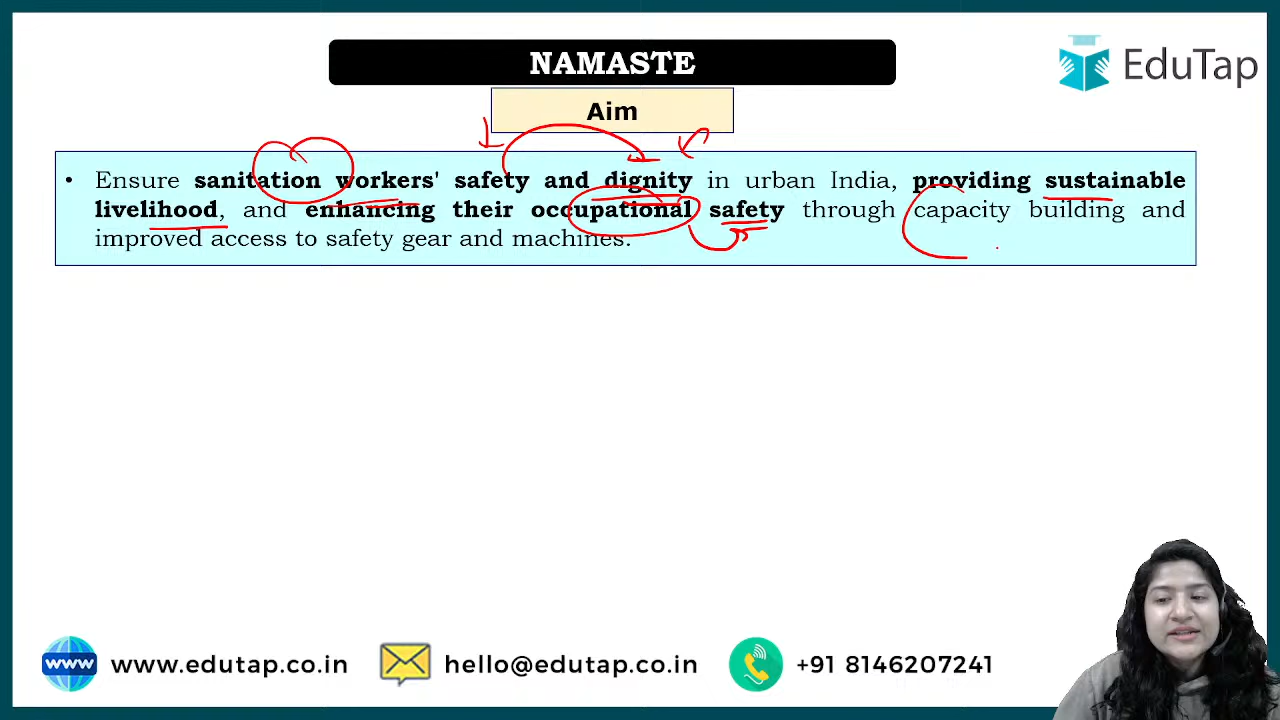 NAMASTE
EduTap
Aim
• Ensure sanitation workers' safety and dignity in urban India, providing sustainable
livelihood, and enhancing their occupational safety through capacity building and
improved access to safety gear and machines.
www www.edutap.co.in hello@edutap.co.in +91 8146207241